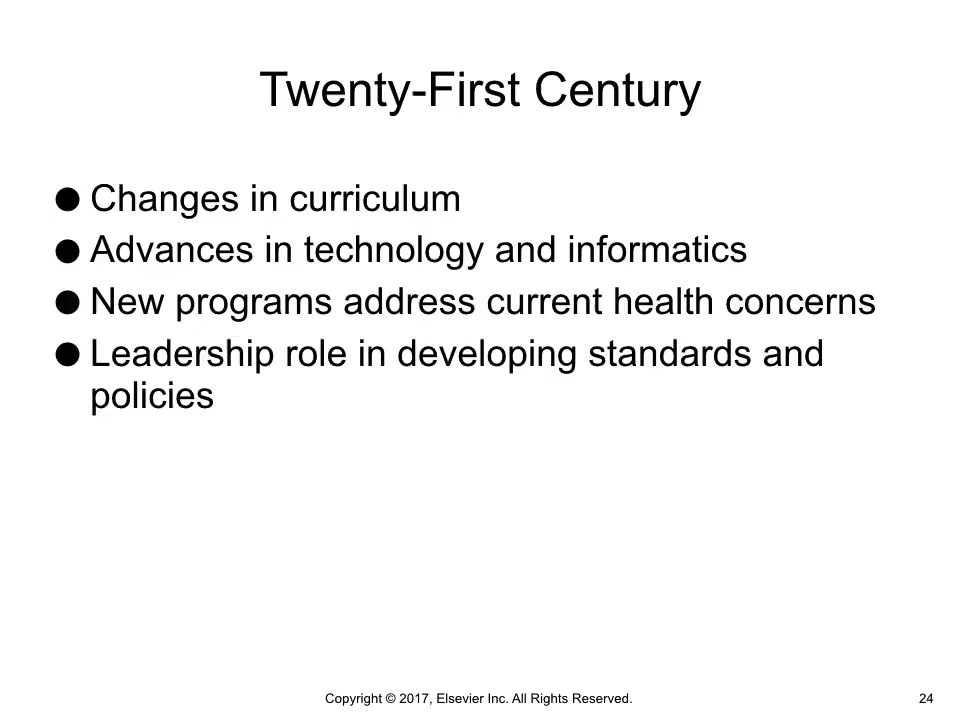 Twenty-First Century
● Changes in curriculum
● Advances in technology and informatics
● New programs address current health concerns
● Leadership role in developing standards and
policies
Copyright © 2017, Elsevier Inc. All Rights Reserved.
24